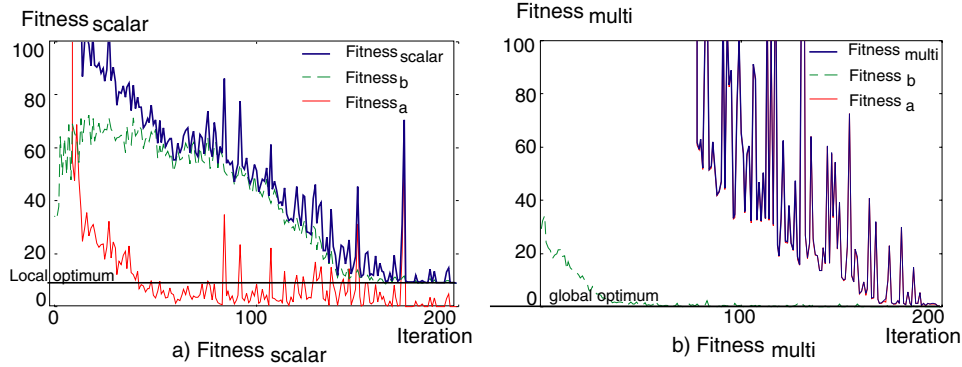 Fitness scalar
100
80
60
40
20
0
Local optimum
Fitness scalar
Fitness b
Fitness a
0
100
200
Iteration
a) Fitness scalar
Fitness multi
100
80
60
40
20
0
global optimum
Fitness multi
Fitness b
Fitness a
100
200
Iteration
b) Fitness multi